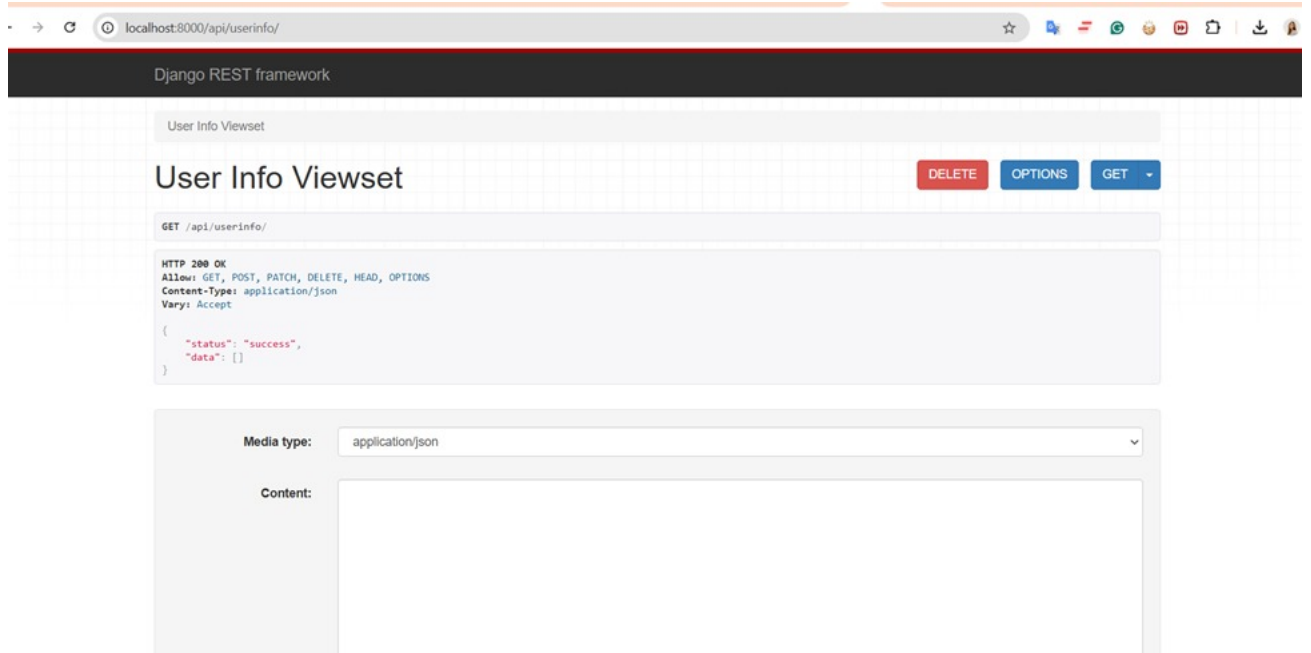 localhost:8000/api/userinfo/
Django REST framework
User Info Viewset
User Info Viewset
DELETE
OPTIONS
GET
GET /api/userinfo/
HTTP 200 OK
Allow: GET, POST, PATCH, DELETE, HEAD, OPTIONS
Content-Type: application/json
Vary: Accept
{
"status": "success",
"data": []
}
Media type:
application/json
Content: